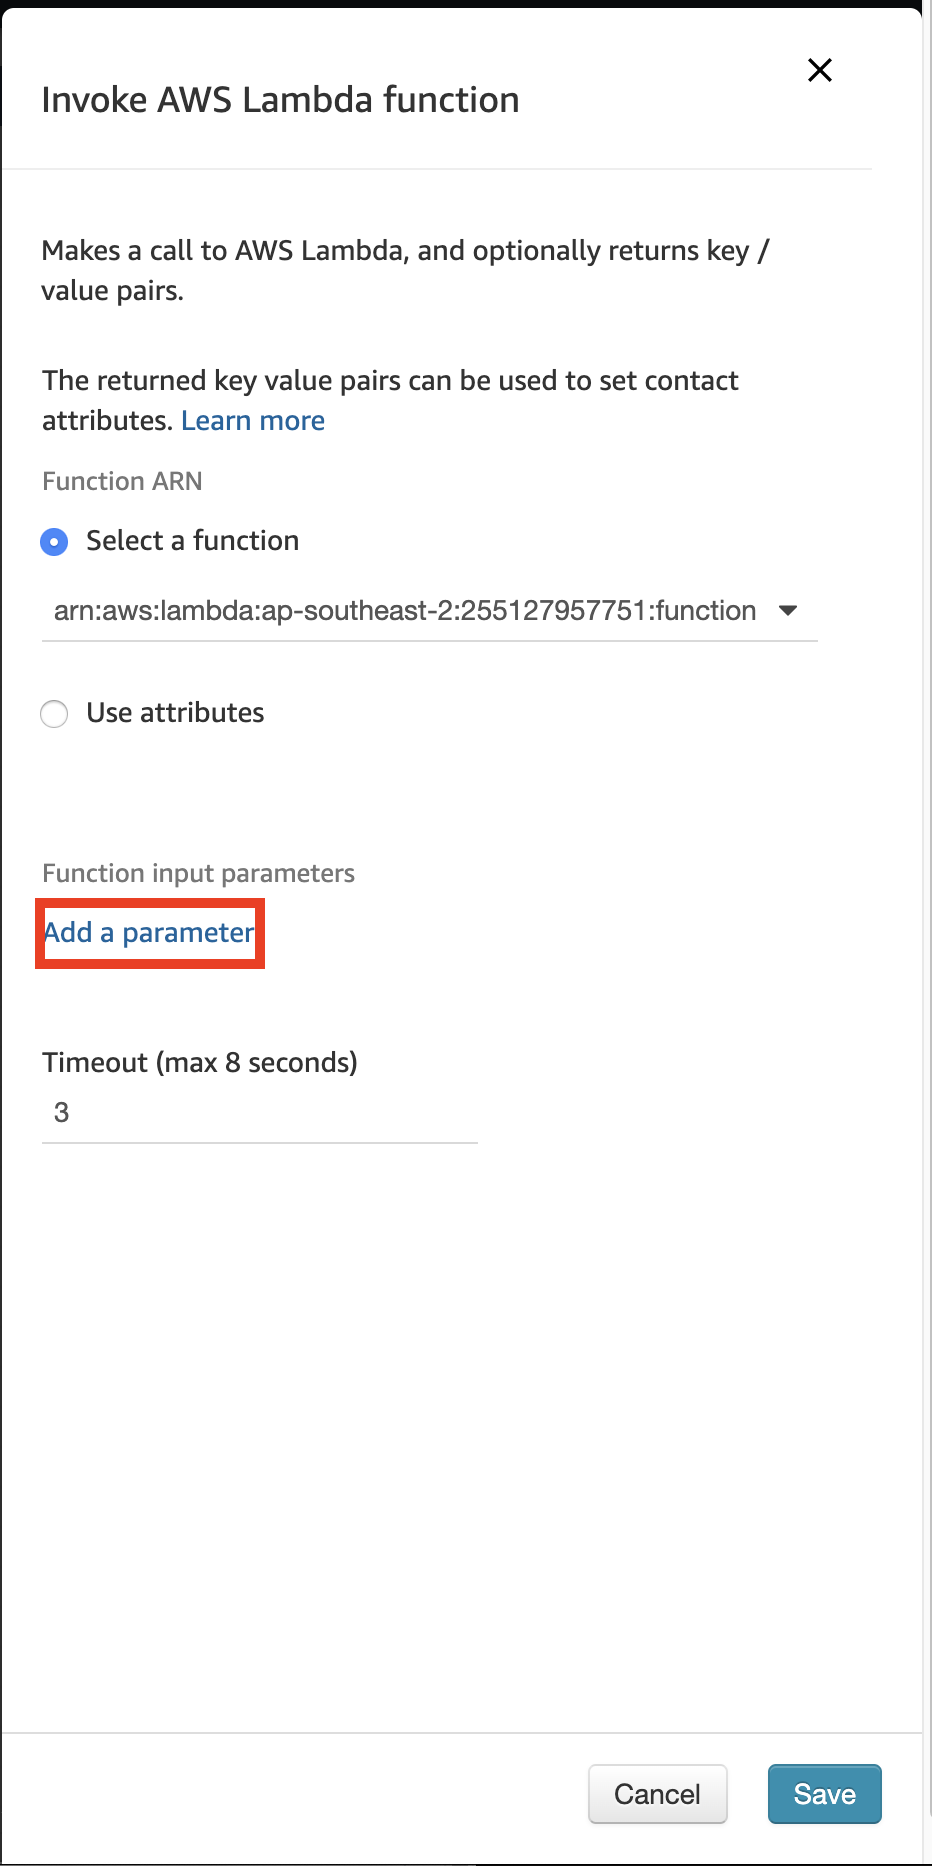 Invoke AWS Lambda function
Makes a call to AWS Lambda, and optionally returns key /
value pairs.
The returned key value pairs can be used to set contact
attributes. Learn more
Function ARN
Select a function
arn:aws:lambda:ap-southeast-2:255127957751:function
Use attributes
Function input parameters
Add a parameter
Timeout (max 8 seconds)
3
Cancel Save